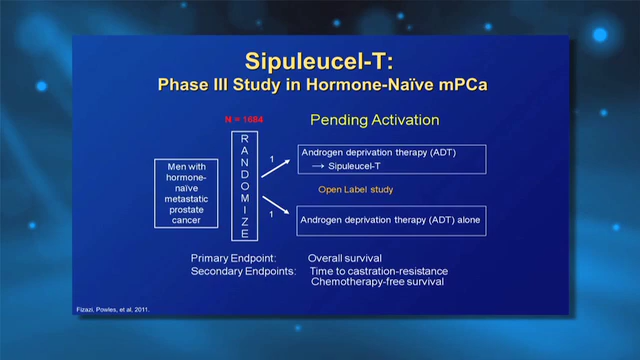 Sipuleucel-T:
Phase III Study in Hormone-Naïve mPCa
N = 1684
Pending Activation
Men with
hormone-
naïve
metastatic
prostate
cancer
R
A
N
D
O
M
I
Z
E
1
Androgen deprivation therapy (ADT)
→ Sipuleucel-T
Open Label study
1
Androgen deprivation therapy (ADT) alone
Primary Endpoint: Overall survival
Secondary Endpoints: Time to castration-resistance
Chemotherapy-free survival
Fizazi, Powles, et al, 2011.